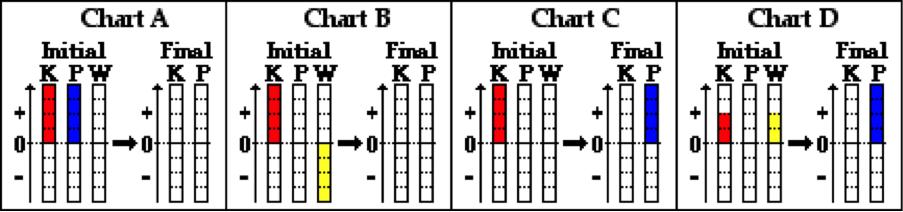 Chart A
Initial Final
K P W K P
+ +
0 0
- -
Chart B
Initial Final
K P W K P
+ +
0 0
- -
Chart C
Initial Final
K P W K P
+ +
0 0
- -
Chart D
Initial Final
K P W K P
+ +
0 0
- -